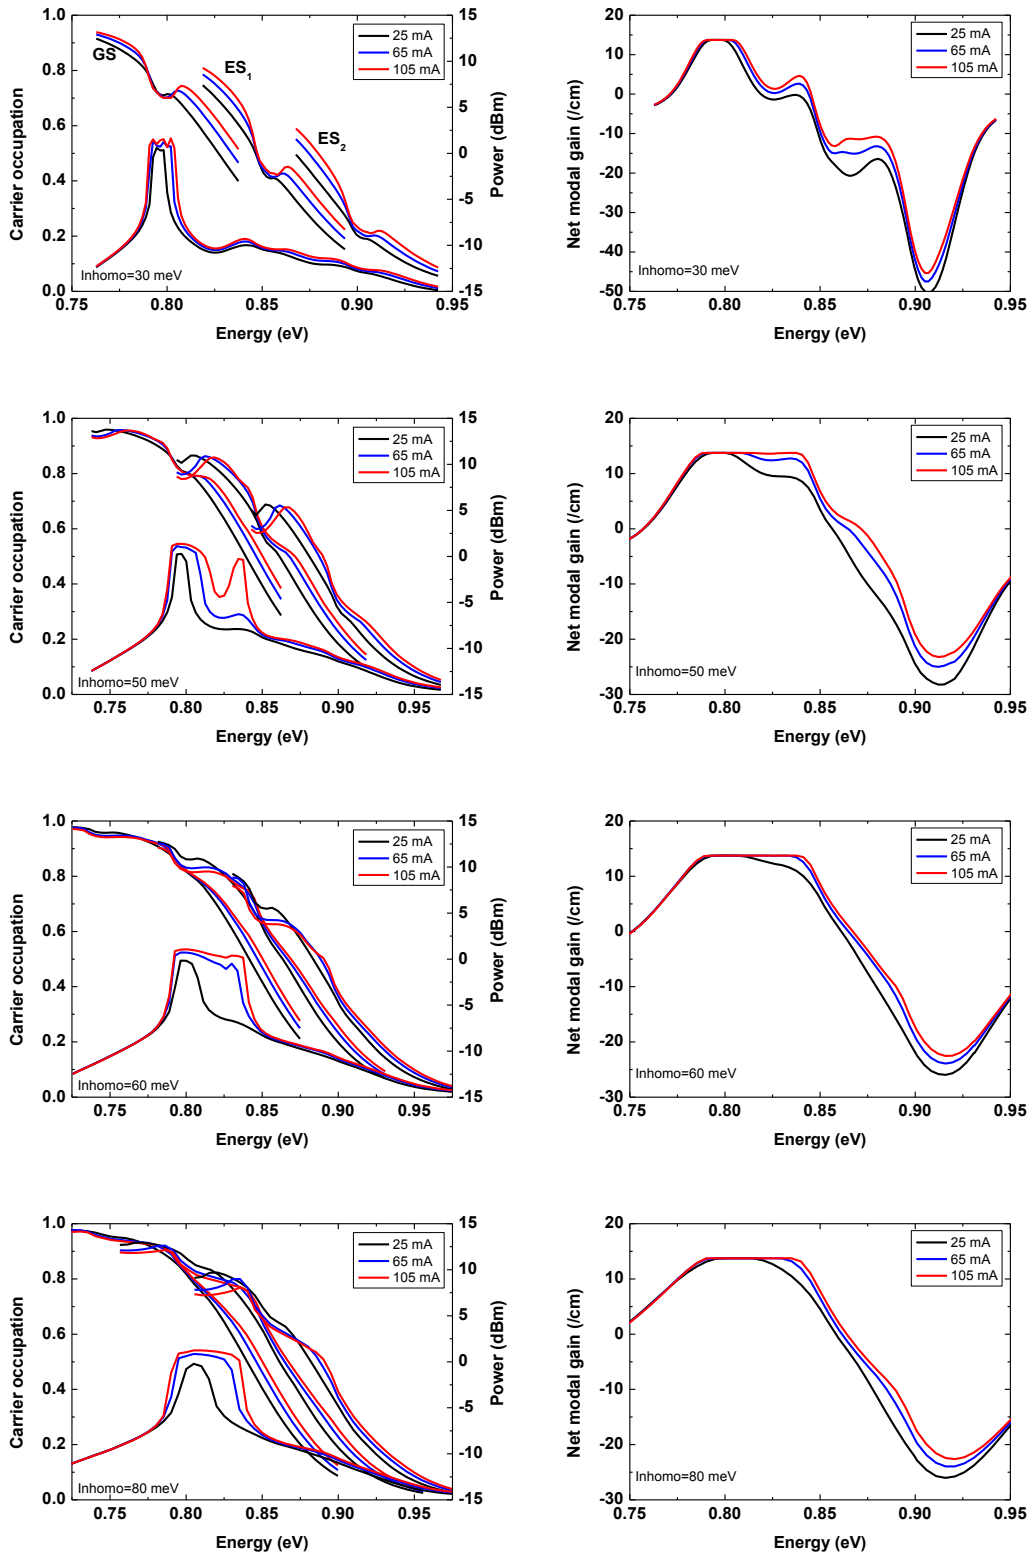 1.0
0.8
0.6
0.4
0.2
0.0
Carrier occupation
GS
ES1
ES2
25 mA
65 mA
105 mA
Inhomo=30 meV
15
10
5
0
-5
-10
-15
Power (dBm)
0.75 0.80 0.85 0.90 0.95
Energy (eV)
20
10
0
-10
-20
-30
-40
-50
Net modal gain (/cm)
25 mA
65 mA
105 mA
Inhomo=30 meV
0.75 0.80 0.85 0.90 0.95
Energy (eV)
1.0
0.8
0.6
0.4
0.2
0.0
Carrier occupation
25 mA
65 mA
105 mA
Inhomo=50 meV
15
10
5
0
-5
-10
-15
Power (dBm)
0.75 0.80 0.85 0.90 0.95
Energy (eV)
20
10
0
-10
-20
-30
Net modal gain (/cm)
25 mA
65 mA
105 mA
Inhomo=50 meV
0.75 0.80 0.85 0.90 0.95
Energy (eV)
1.0
0.8
0.6
0.4
0.2
0.0
Carrier occupation
25 mA
65 mA
105 mA
Inhomo=60 meV
15
10
5
0
-5
-10
-15
Power (dBm)
0.75 0.80 0.85 0.90 0.95
Energy (eV)
20
10
0
-10
-20
-30
Net modal gain (/cm)
25 mA
65 mA
105 mA
Inhomo=60 meV
0.75 0.80 0.85 0.90 0.95
Energy (eV)
1.0
0.8
0.6
0.4
0.2
0.0
Carrier occupation
25 mA
65 mA
105 mA
Inhomo=80 meV
15
10
5
0
-5
-10
-15
Power (dBm)
0.75 0.80 0.85 0.90 0.95
Energy (eV)
20
10
0
-10
-20
-30
Net modal gain (/cm)
25 mA
65 mA
105 mA
Inhomo=80 meV
0.75 0.80 0.85 0.90 0.95
Energy (eV)